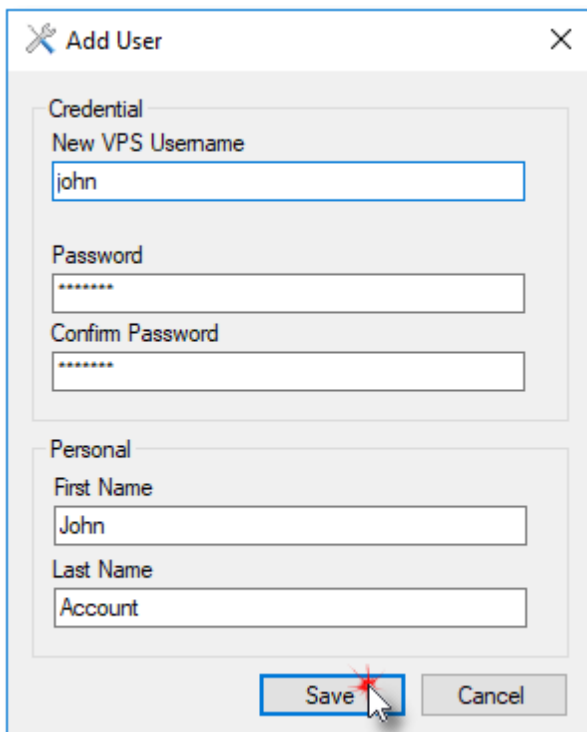 Add User
Credential
New VPS Username
john
Password
*******
Confirm Password
*******
Personal
First Name
John
Last Name
Account
Save Cancel